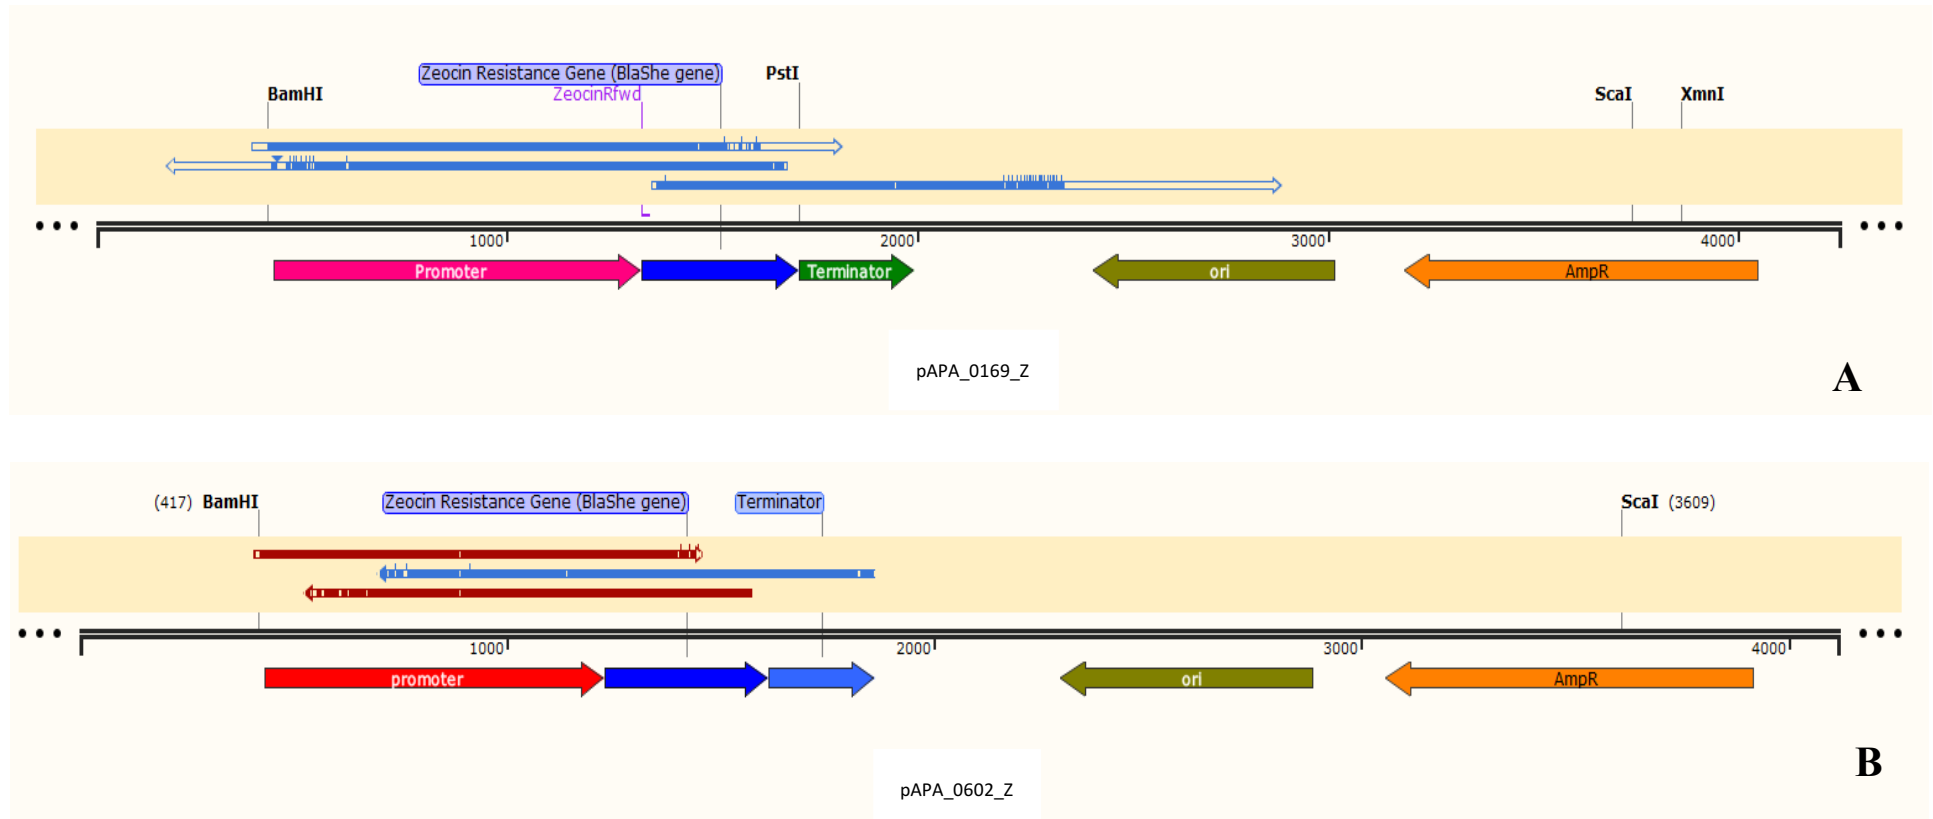 Zeocin Resistance Gene (BlaShe gene)
PstI
BamHI
ZeocinRfwd
ScaI
XmnI
1000
2000
3000
4000
Promoter
Terminator
ori
AmpR
pAPA_0169_Z
A
(417) BamHI
Zeocin Resistance Gene (BlaShe gene)
Terminator
ScaI (3609)
1000
2000
3000
4000
promoter
ori
AmpR
pAPA_0602_Z
B